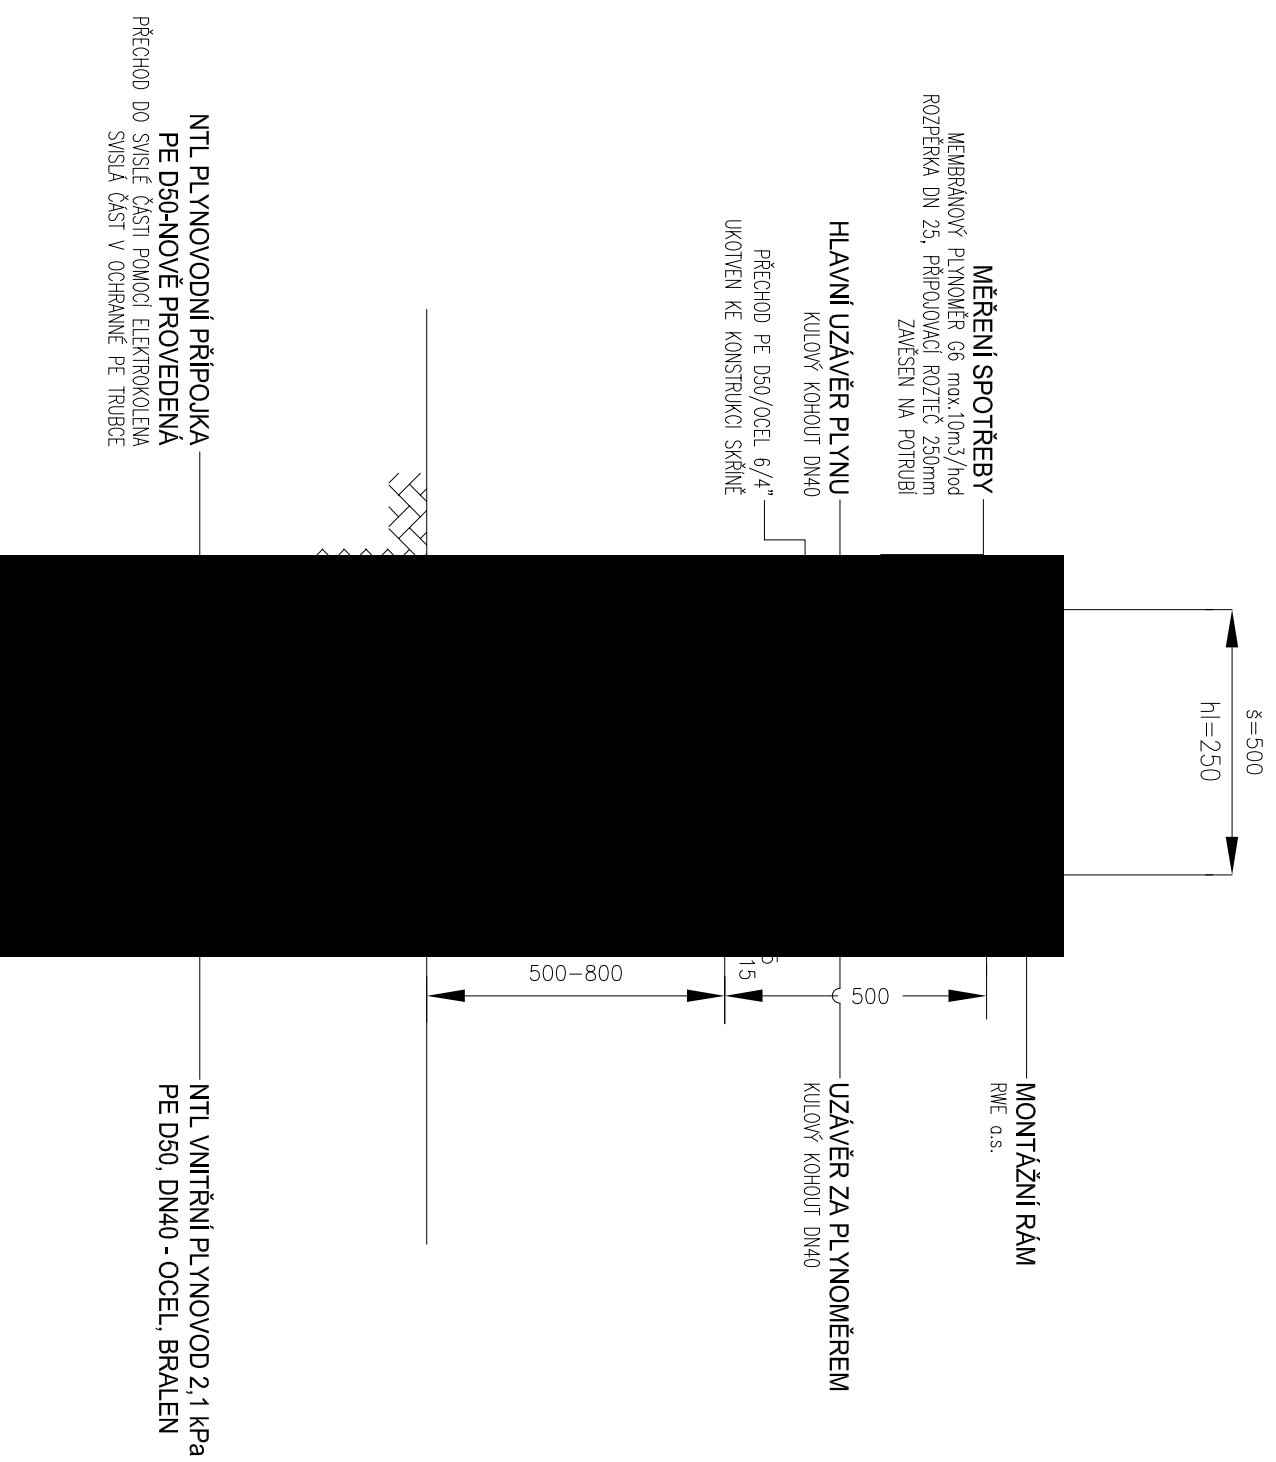 š=500
hl=250
MĚŘENÍ SPOTŘEBY
MEMBRÁNOVÝ PLYNOMĚR G6 max.10m3/hod
ROZPĚRKA DN 25, PŘIPOJOVACÍ ROZTEČ 250mm
ZAVĚŠEN NA POTRUBÍ
HLAVNÍ UZÁVĚR PLYNU
KULOVÝ KOHOUT DN40
PŘECHOD PE D50/OCEL 6/4"
UKOTVEN KE KONSTRUKCI SKŘÍNĚ
NTL PLYNOVODNÍ PŘÍPOJKA
PE D50-NOVĚ PROVEDENÁ
PŘECHOD DO SVISLÉ ČÁSTI POMOCÍ ELEKTROKOLENA
SVISLÁ ČÁST V OCHRANNÉ PE TRUBCE
MONTÁŽNÍ RÁM
RWE a.s.
500
UZÁVĚR ZA PLYNOMĚREM
KULOVÝ KOHOUT DN40
15
500-800
NTL VNITŘNÍ PLYNOVOD 2,1 kPa
PE D50, DN40 - OCEL, BRALEN